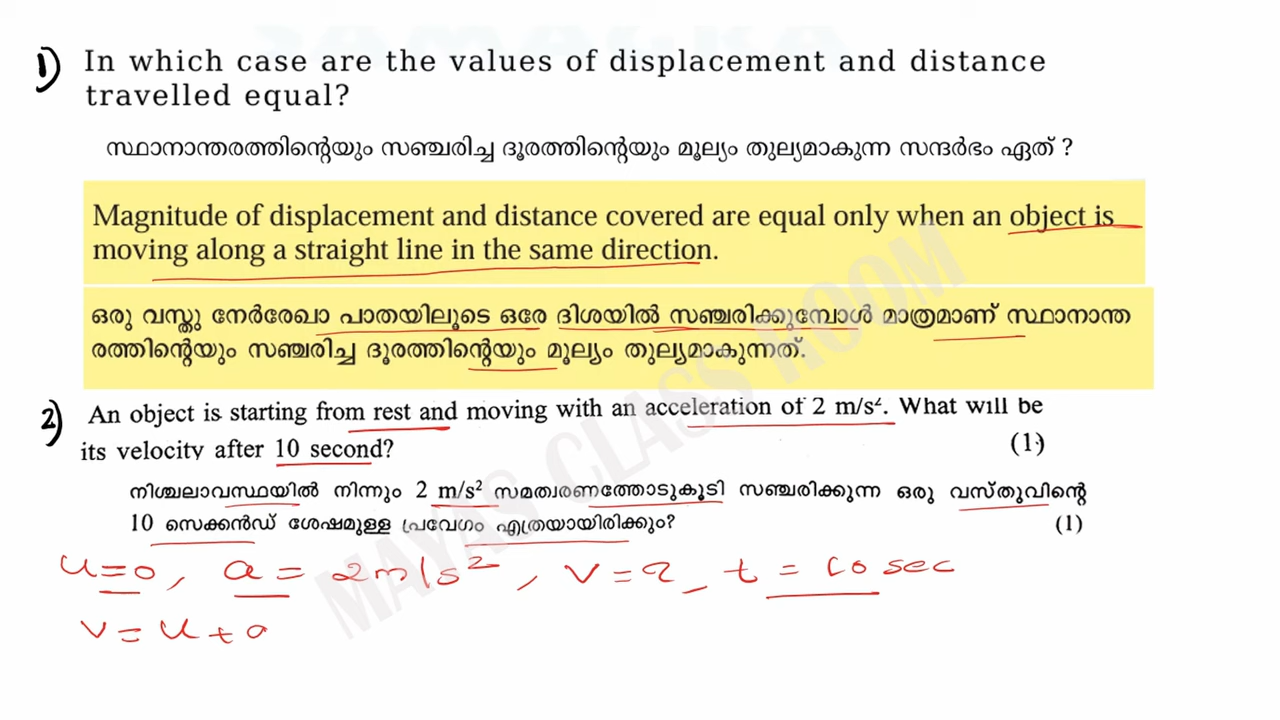 1) In which case are the values of displacement and distance
travelled equal?
സ്ഥാനാന്തരത്തിന്റെയും സഞ്ചരിച്ച ദൂരത്തിന്റെയും മൂല്യം തുല്യമാകുന്ന സന്ദർഭം ഏത് ?
Magnitude of displacement and distance covered are equal only when an object is
moving along a straight line in the same direction.
ഒരു വസ്തു നേർരേഖാ പാതയിലൂടെ ഒരേ ദിശയിൽ സഞ്ചരിക്കുമ്പോൾ മാത്രമാണ് സ്ഥാനാന്ത
രത്തിന്റെയും സഞ്ചരിച്ച ദൂരത്തിന്റെയും മൂല്യം തുല്യമാകുന്നത്.
2) An object is starting from rest and moving with an acceleration of 2 m/s². What will be
its velocity after 10 second? (1)
നിശ്ചലാവസ്ഥയിൽ നിന്നും 2 m/s² സമത്വരണത്തോടുകൂടി സഞ്ചരിക്കുന്ന ഒരു വസ്തുവിന്റെ
10 സെക്കൻഡ് ശേഷമുള്ള പ്രവേഗം എത്രയായിരിക്കും? (1)
u=0, a = 2m/s², v=?, t = 10 sec
v = u + a
MAYAS CLASS ROOM